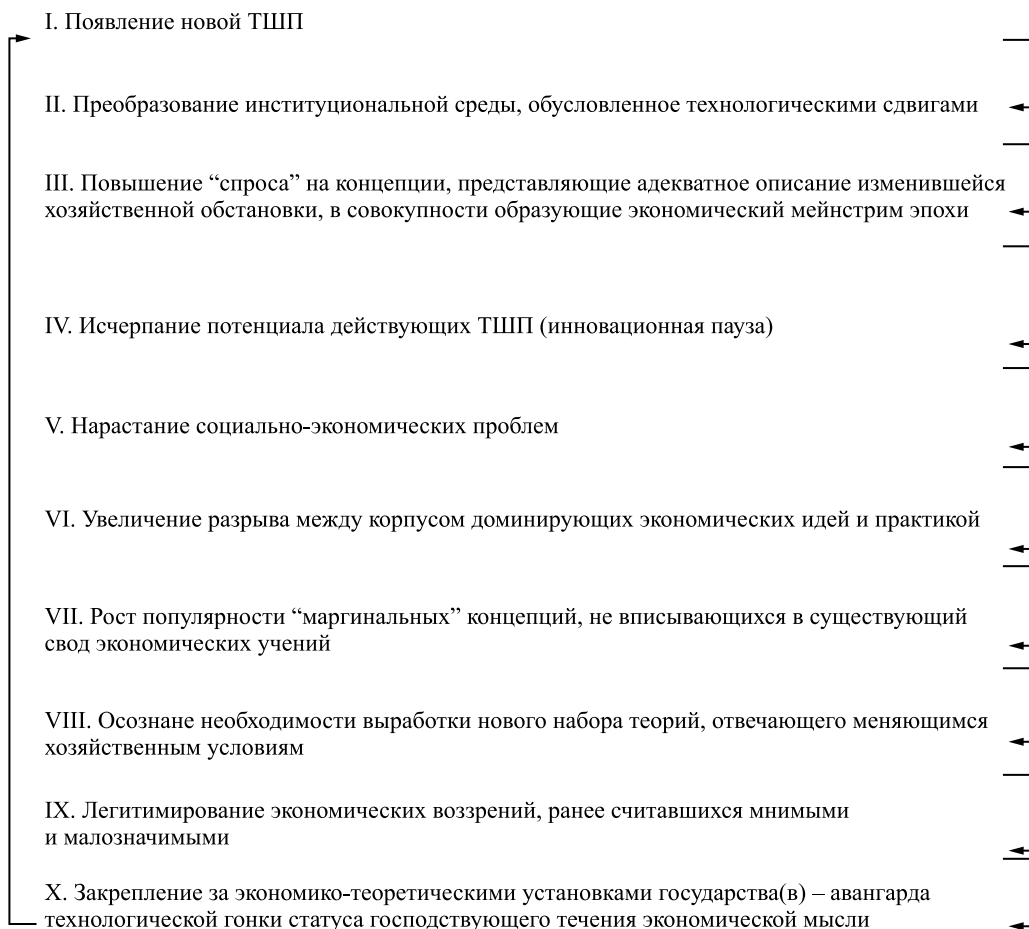 I. Появление новой ТШП
II. Преобразование институциональной среды, обусловленное технологическими сдвигами
III. Повышение “спроса” на концепции, представляющие адекватное описание изменившейся
хозяйственной обстановки, в совокупности образующие экономический мейнстрим эпохи
IV. Исчерпание потенциала действующих ТШП (инновационная пауза)
V. Нарастание социально-экономических проблем
VI. Увеличение разрыва между корпусом доминирующих экономических идей и практикой
VII. Рост популярности “маргинальных” концепций, не вписывающихся в существующий
свод экономических учений
VIII. Осознане необходимости выработки нового набора теорий, отвечающего меняющимся
хозяйственным условиям
IX. Легитимирование экономических воззрений, ранее считавшихся мнимыми
и малозначимыми
X. Закрепление за экономико-теоретическими установками государства(в) – авангарда
технологической гонки статуса господствующего течения экономической мысли